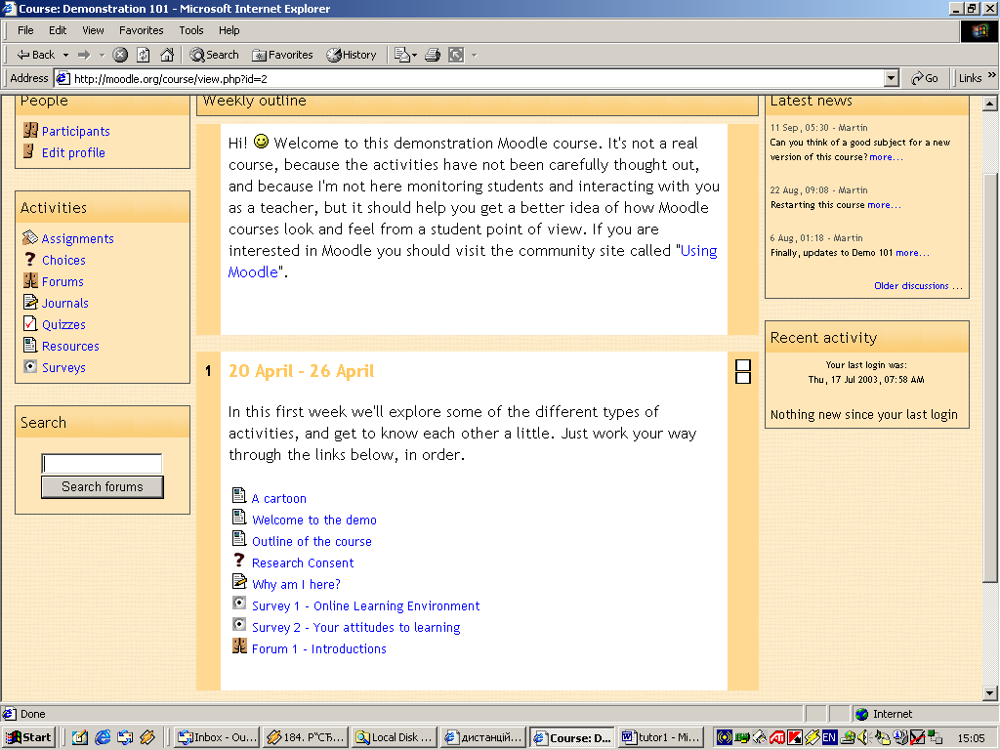 Course: Demonstration 101 - Microsoft Internet Explorer
File Edit View Favorites Tools Help
Back Search Favorites History
Address http://moodle.org/course/view.php?id=2 Go Links »
People
Participants
Edit profile
Activities
Assignments
Choices
Forums
Journals
Quizzes
Resources
Surveys
Search
Search forums
Weekly outline
Hi! Welcome to this demonstration Moodle course. It's not a real
course, because the activities have not been carefully thought out,
and because I'm not here monitoring students and interacting with you
as a teacher, but it should help you get a better idea of how Moodle
courses look and feel from a student point of view. If you are
interested in Moodle you should visit the community site called "Using
Moodle".
1 20 April - 26 April
In this first week we'll explore some of the different types of
activities, and get to know each other a little. Just work your way
through the links below, in order.
A cartoon
Welcome to the demo
Outline of the course
Research Consent
Why am I here?
Survey 1 - Online Learning Environment
Survey 2 - Your attitudes to learning
Forum 1 - Introductions
Latest news
11 Sep, 05:30 - Martin
Can you think of a good subject for a new
version of this course? more...
22 Aug, 09:08 - Martin
Restarting this course more...
6 Aug, 01:18 - Martin
Finally, updates to Demo 101 more...
Older discussions ...
Recent activity
Your last login was:
Thu, 17 Jul 2003, 07:58 AM
Nothing new since your last login
Done Internet
Start Inbox - Ou... 184. Р"СЂ... Local Disk ... дистанцій... Course: D... tutor1 - Mi... EN 15:05